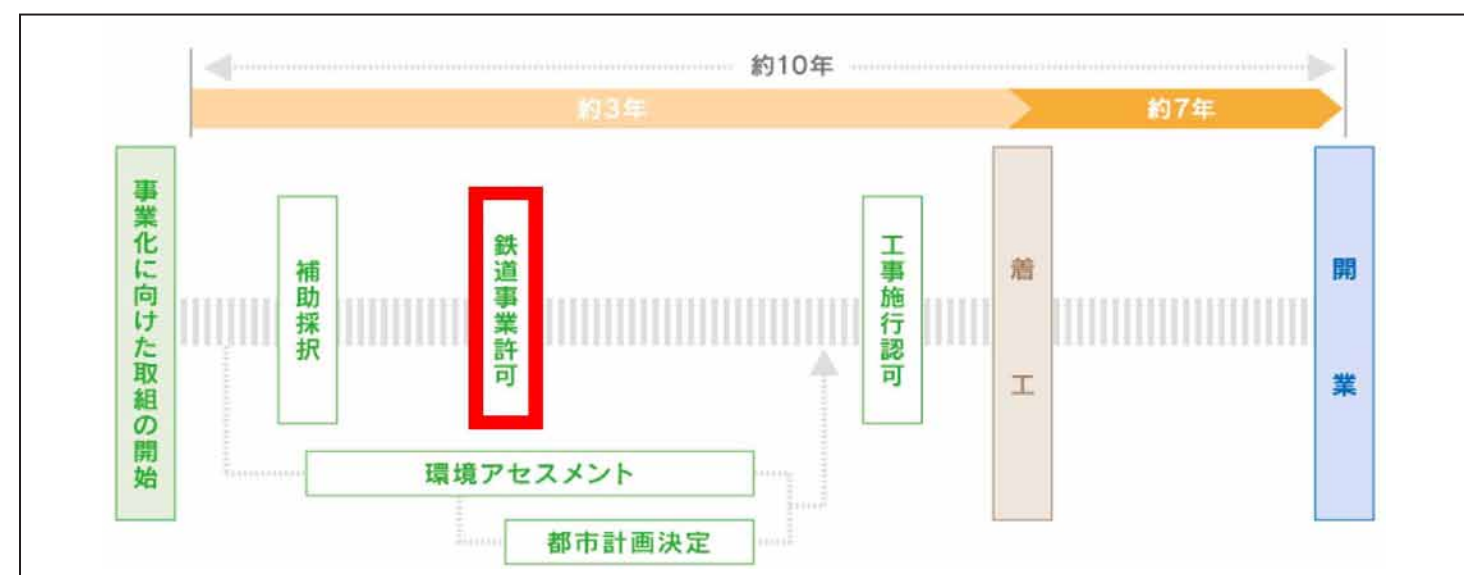 約10年
約3年
約7年
事業化に向けた取組の開始
補助採択
鉄道事業許可
工事施行認可
着工
開業
環境アセスメント
都市計画決定